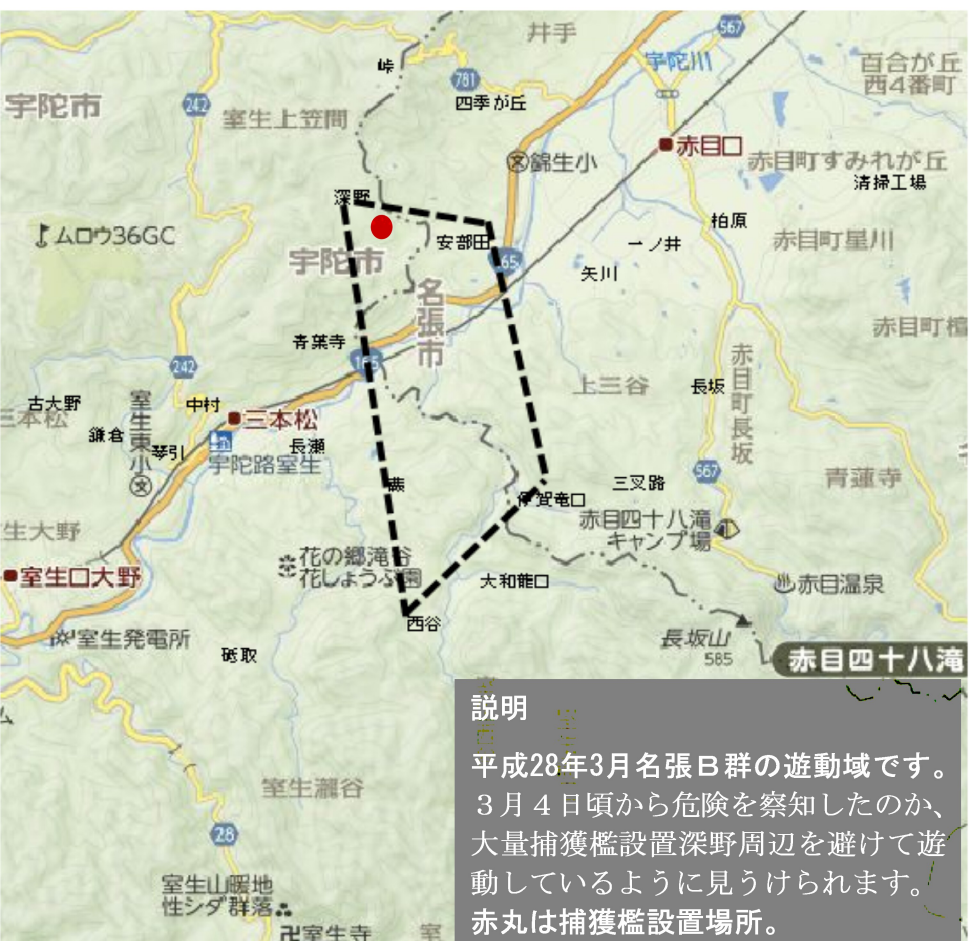 井手
567
宇陀川
百合が丘
西4番町
峠
781
四季が丘
宇陀市
242
室生上笠間
錦生小
赤目口
赤目町すみれが丘
清掃工場
深野
柏原
ムロウ36GC
安部田
一ノ井
赤目町星川
宇陀市
165
矢川
名張市
赤目町檀
青葉寺
165
242
上三谷
長坂
赤目町長坂
古大野
三本松
中村
三本松
室生東小
鎌倉
琴引
長瀬
宇陀路室生
567
青蓮寺
蕨
伊賀竜口
三叉路
赤目四十八滝
キャンプ場
生大野
花の郷滝谷
花しょうぶ園
室生口大野
大和龍口
赤目温泉
西谷
室生発電所
長坂山
585
砥取
赤目四十八滝
ム
説明
平成28年3月名張B群の遊動域です。
3月4日頃から危険を察知したのか、
大量捕獲檻設置深野周辺を避けて遊
動しているように見うけられます。
赤丸は捕獲檻設置場所。
室生瀧谷
28
室生山暖地
性シダ群落
卍室生寺
室